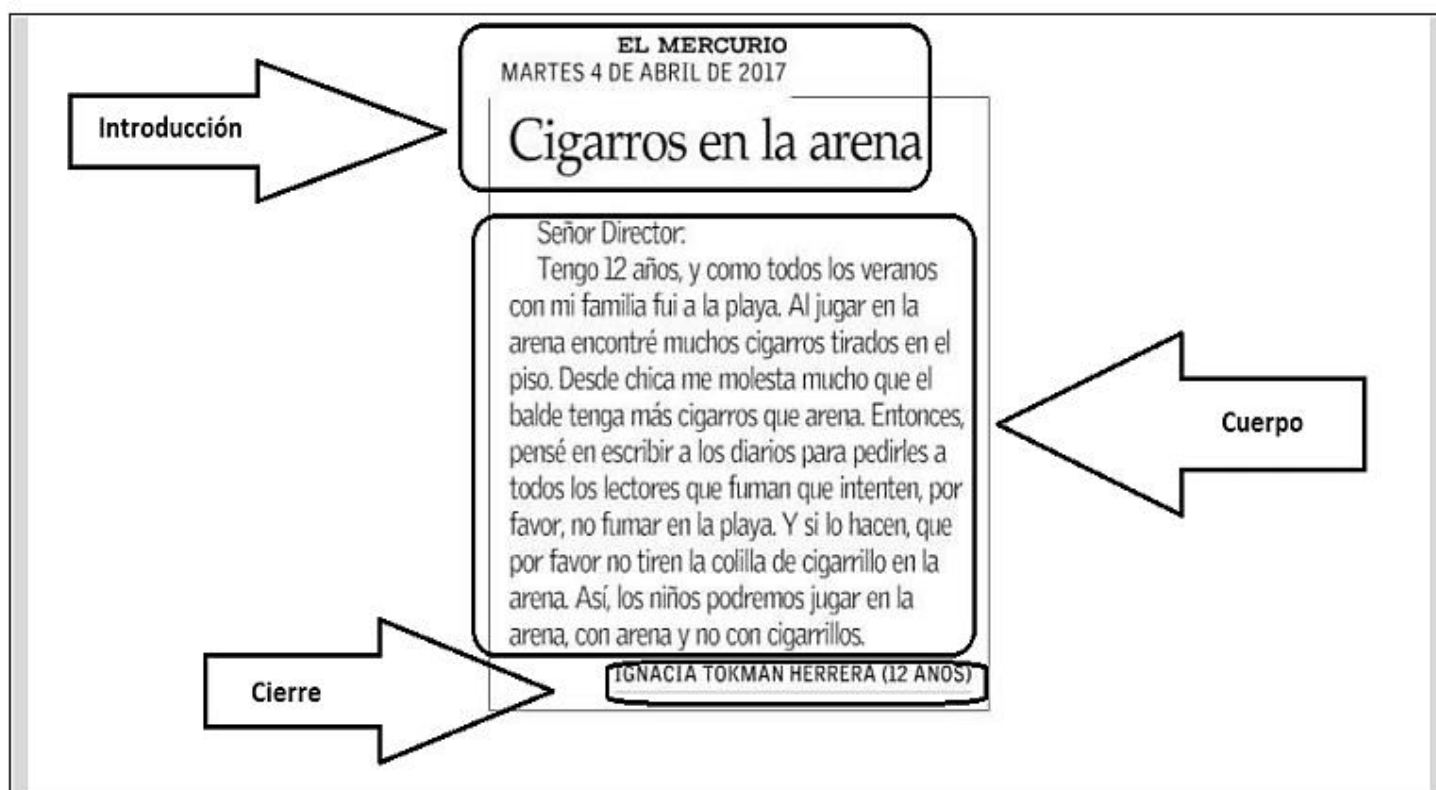 EL MERCURIO
MARTES 4 DE ABRIL DE 2017
Introducción
Cigarros en la arena
Señor Director:
Tengo 12 años, y como todos los veranos
con mi familia fui a la playa. Al jugar en la
arena encontré muchos cigarros tirados en el
piso. Desde chica me molesta mucho que el
balde tenga más cigarros que arena. Entonces,
pensé en escribir a los diarios para pedirles a
todos los lectores que fuman que intenten, por
favor, no fumar en la playa. Y si lo hacen, que
por favor no tiren la colilla de cigarrillo en la
arena. Así, los niños podremos jugar en la
arena, con arena y no con cigarrillos.
Cuerpo
IGNACIA TOKMAN HERRERA (12 AÑOS)
Cierre